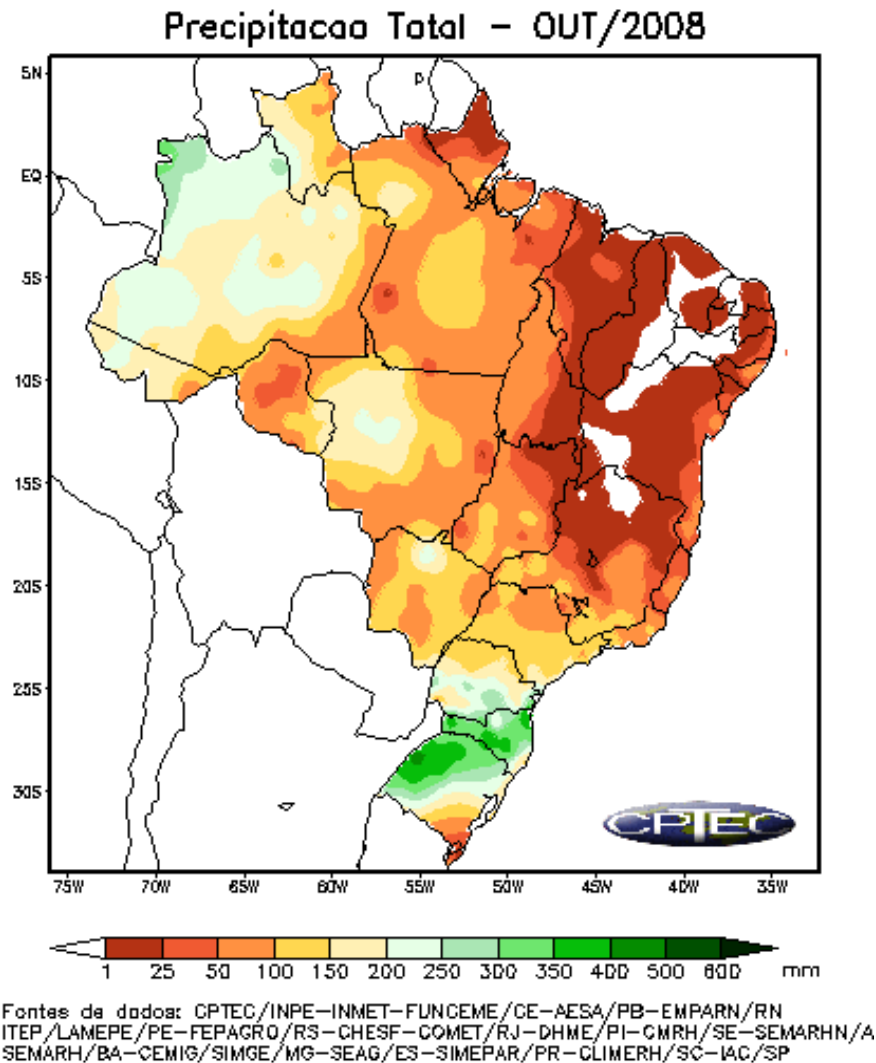 Precipitacao Total - OUT/2008
5N
EQ
5S
10S
15S
20S
25S
30S
75W 70W 65W 60W 55W 50W 45W 40W 35W
CPTEC
1 25 50 100 150 200 250 300 350 400 500 600 mm
Fontes de dados: CPTEC/INPE-INMET-FUNCEME/CE-AESA/PB-EMPARN/RN
ITEP/LAMEPE/PE-FEPAGRO/RS-CHESF-COMET/RJ-DHME/PI-CMRH/SE-SEMARHN/A
SEMARH/BA-CEMIG/SIMGE/MG-SEAG/ES-SIMEPAR/PR-CLIMERH/SC-IAC/SP